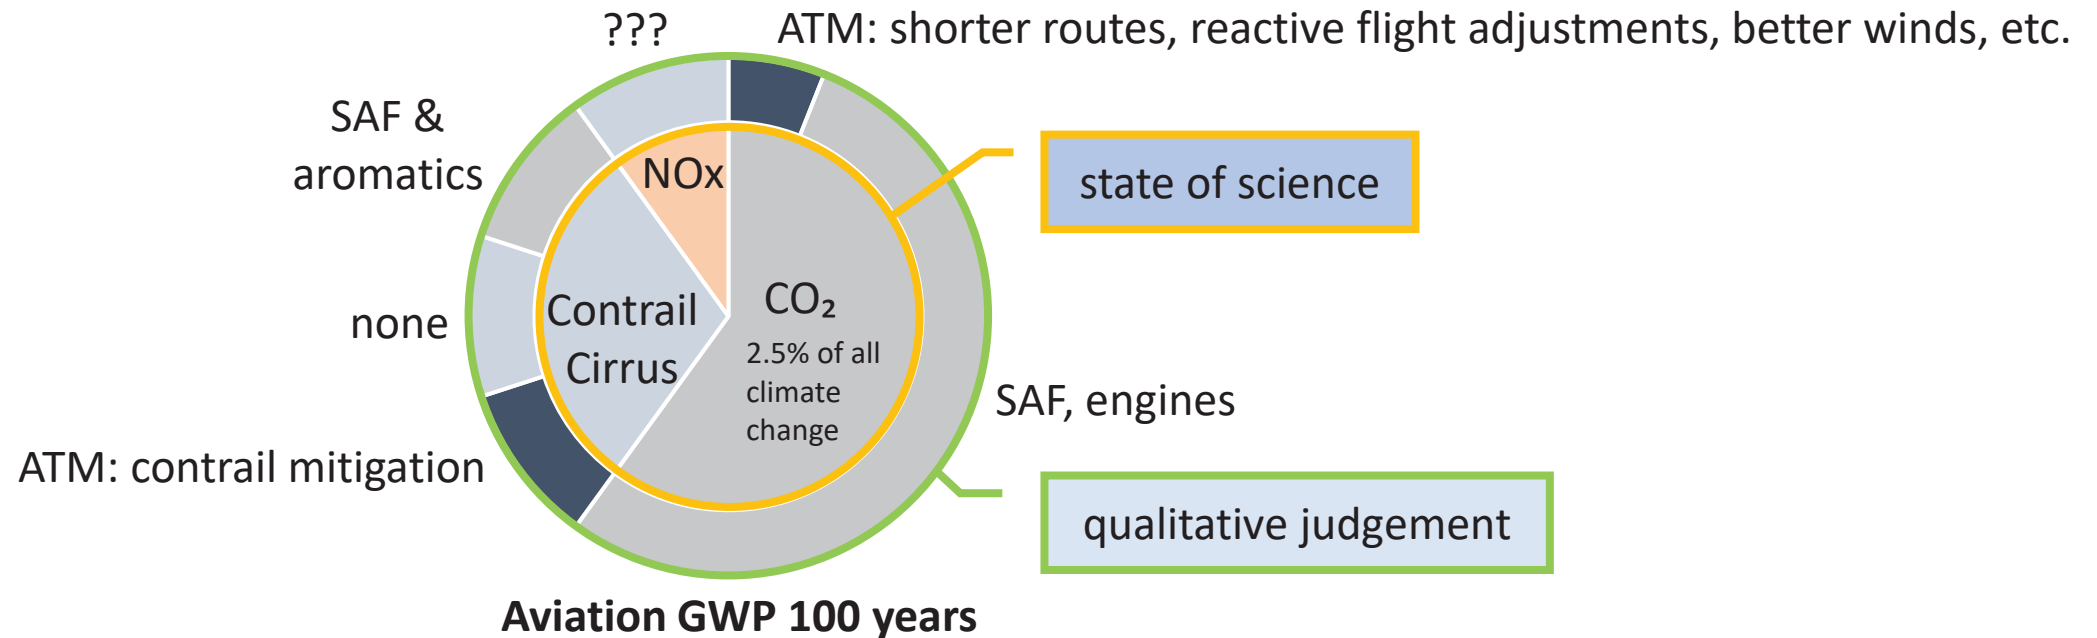 ???
ATM: shorter routes, reactive flight adjustments, better winds, etc.
SAF &
aromatics
NOx
state of science
none
Contrail
Cirrus
CO₂
2.5% of all
climate
change
SAF, engines
ATM: contrail mitigation
qualitative judgement
Aviation GWP 100 years